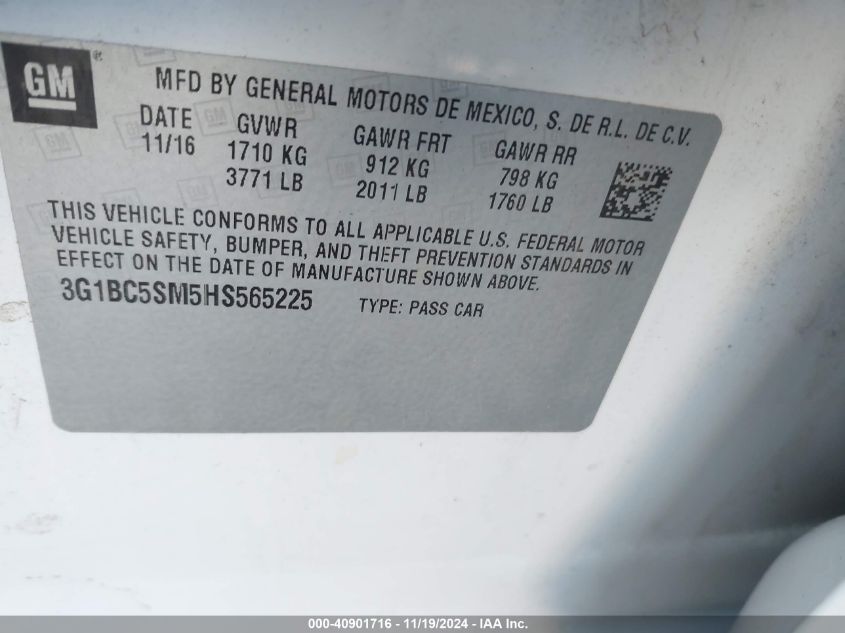 GM®
MFD BY GENERAL MOTORS DE MEXICO, S. DE R.L. DE C.V.
DATE GVWR GAWR FRT GAWR RR
11/16 1710 KG 912 KG 798 KG
3771 LB 2011 LB 1760 LB
THIS VEHICLE CONFORMS TO ALL APPLICABLE U.S. FEDERAL MOTOR
VEHICLE SAFETY, BUMPER, AND THEFT PREVENTION STANDARDS IN
EFFECT ON THE DATE OF MANUFACTURE SHOWN ABOVE.
3G1BC5SM5HS565225 TYPE: PASS CAR
000-40901716 - 11/19/2024 - IAA Inc.